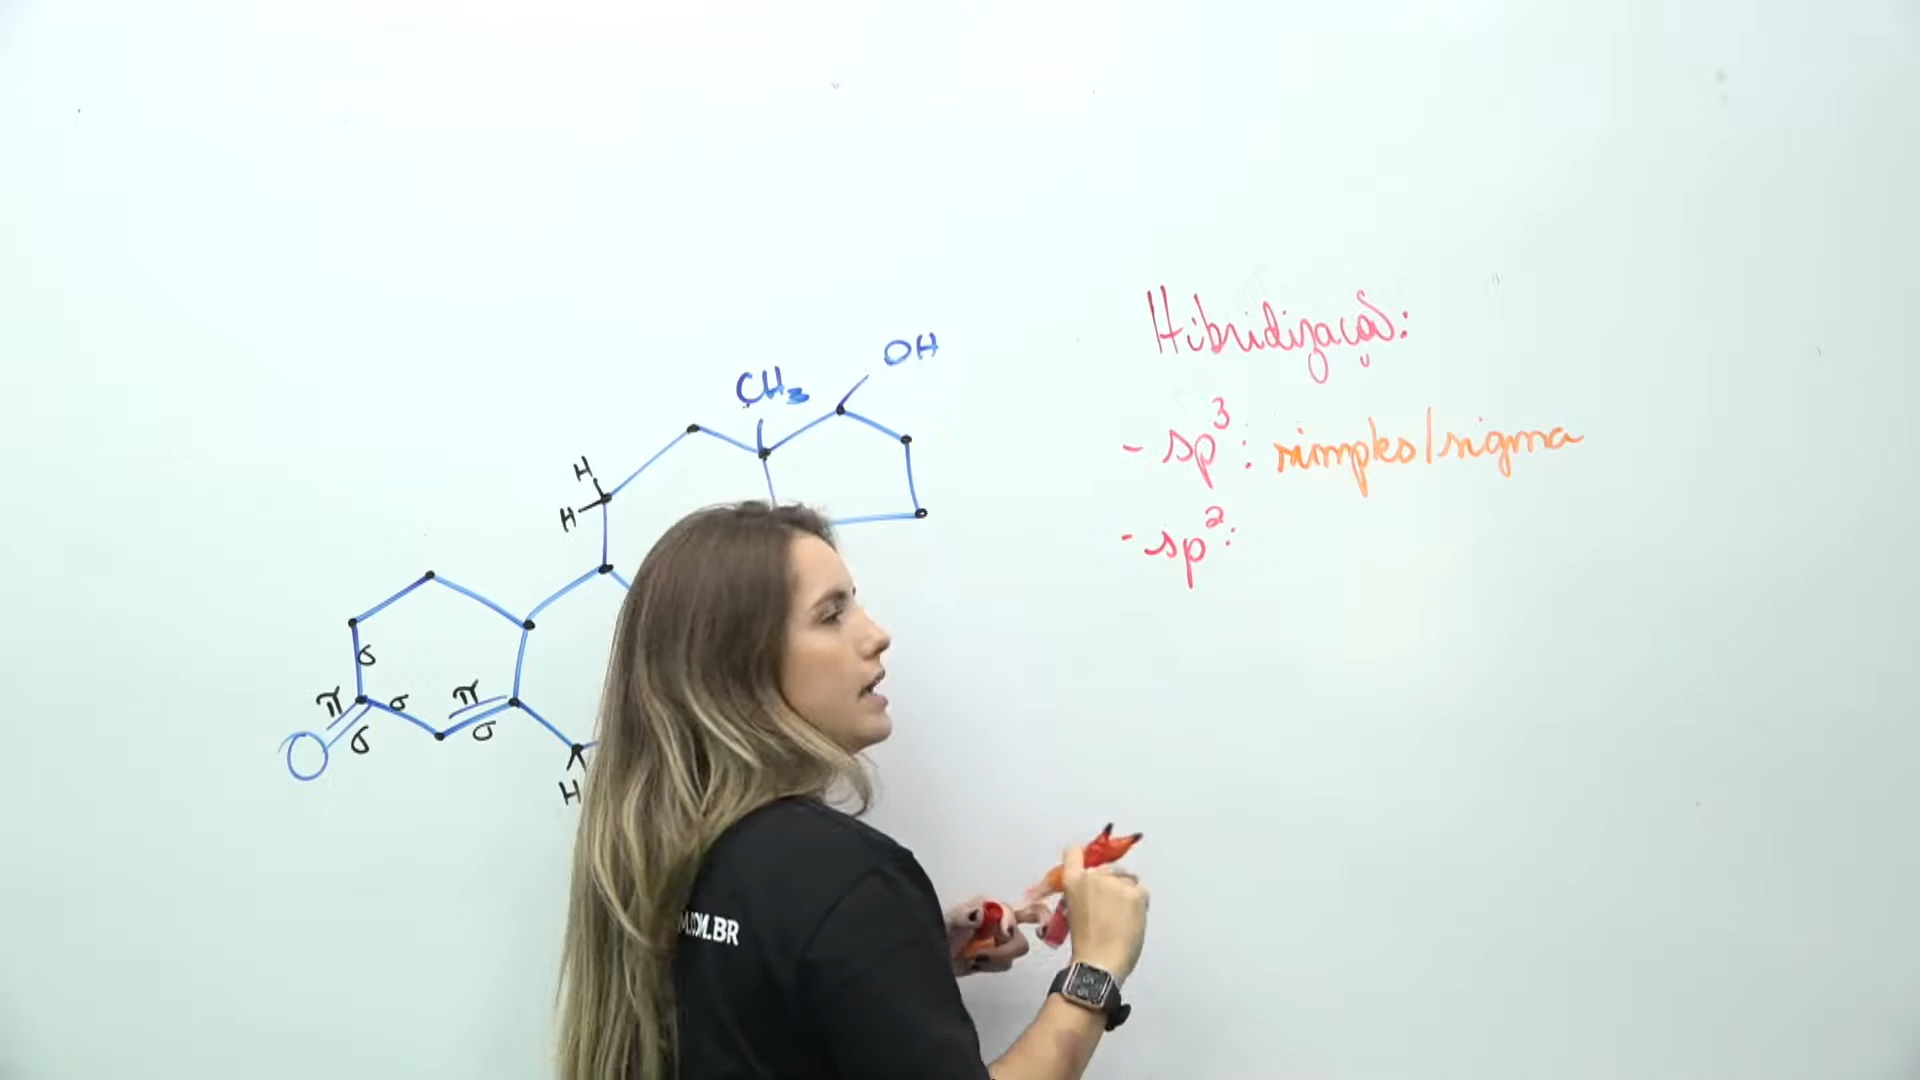 Hibridização:
- sp³: simples/sigma
- sp²:
OH
CH₃
H
H
σ
π
σ
π
σ
σ
O
H
M.COM.BR